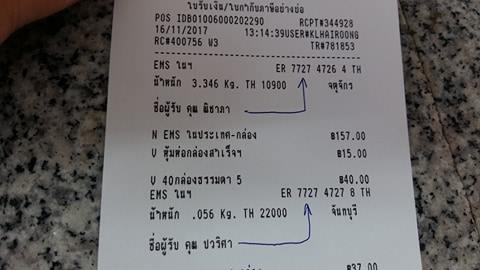 ใบรับเงิน/ใบกำกับภาษีอย่างย่อ
POS IDB01006000202290 RCPT#344928
16/11/2017 13:14:39USER#KLHAIROONG
RC#400756 W3 TR#781853
EMS ในฯ ER 7727 4726 4 TH
น้ำหนัก 3.346 Kg. TH 10900 จตุจักร
ชื่อผู้รับ คุณ พิชาภา
N EMS ในประเทศ-กล่อง ฿157.00
V หุ้มห่อกล่องสำเร็จฯ ฿15.00
V 40กล่องธรรมดา 5 ฿40.00
EMS ในฯ ER 7727 4727 8 TH
น้ำหนัก .056 Kg. TH 22000 จันทบุรี
ชื่อผู้รับ คุณ ปวริศา
฿37.00